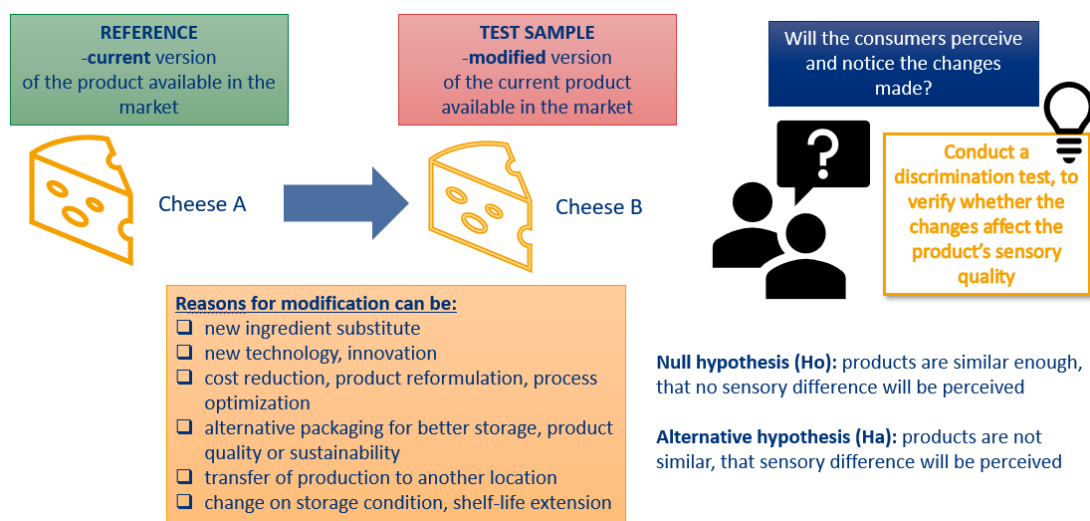 REFERENCE
-current version
of the product available in the
market
TEST SAMPLE
-modified version
of the current product
available in the market
Will the consumers perceive
and notice the changes
made?
?
Cheese A
Cheese B
Conduct a
discrimination test, to
verify whether the
changes affect the
product's sensory
quality
Reasons for modification can be:
❑ new ingredient substitute
❑ new technology, innovation
❑ cost reduction, product reformulation, process
optimization
❑ alternative packaging for better storage, product
quality or sustainability
❑ transfer of production to another location
❑ change on storage condition, shelf-life extension
Null hypothesis (Ho): products are similar enough,
that no sensory difference will be perceived
Alternative hypothesis (Ha): products are not
similar, that sensory difference will be perceived